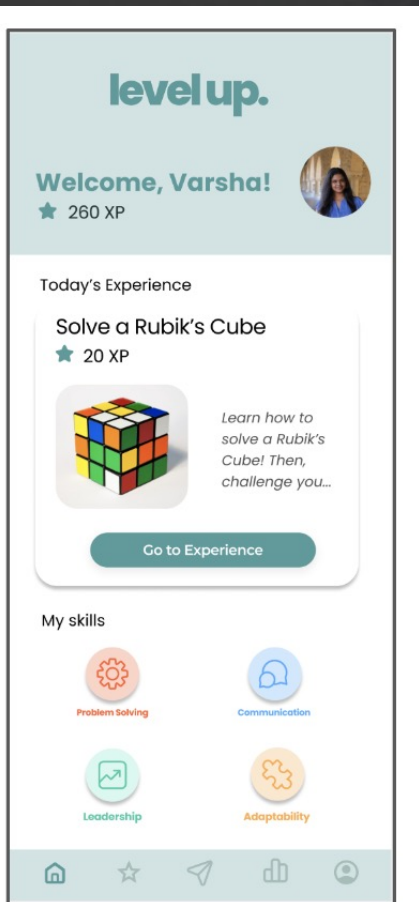 level up.
Welcome, Varsha!
260 XP
Today's Experience
Solve a Rubik's Cube
20 XP
Learn how to
solve a Rubik's
Cube! Then,
challenge you...
Go to Experience
My skills
Problem Solving
Communication
Leadership
Adaptability